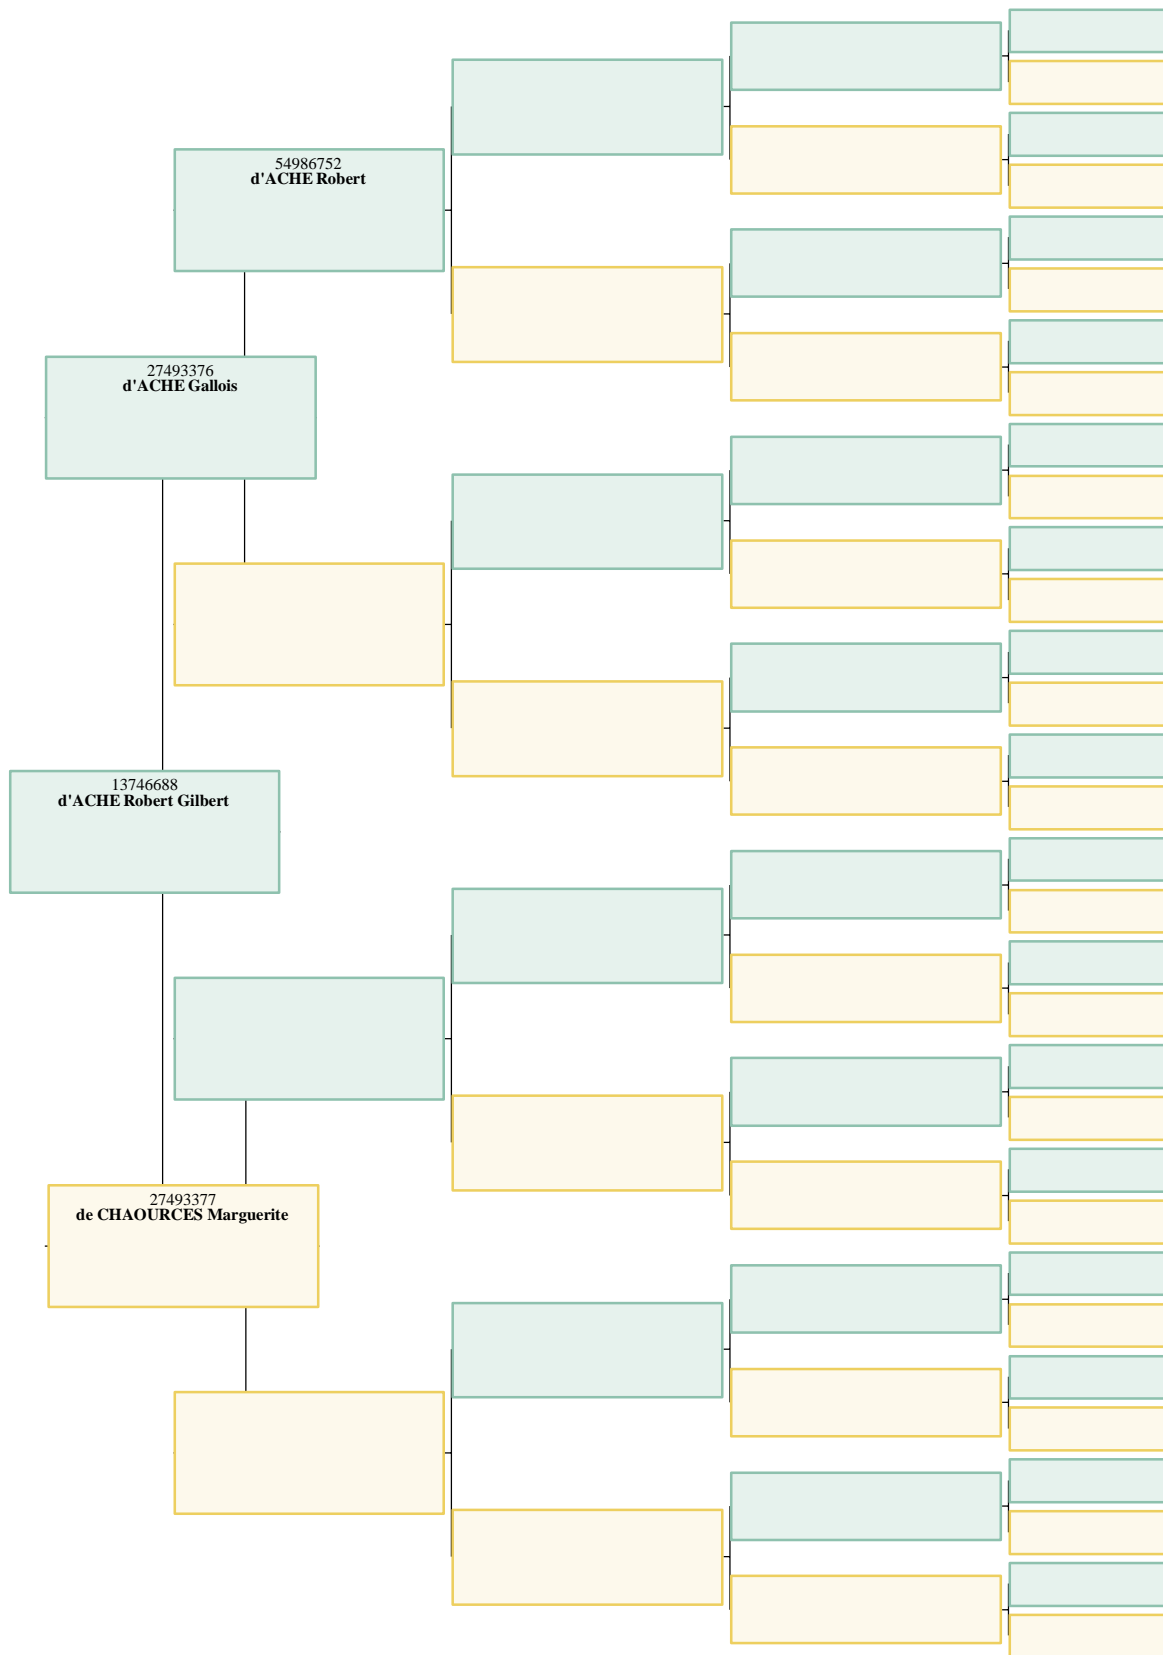 54986752
d'ACHE Robert
27493376
d'ACHE Gallois
13746688
d'ACHE Robert Gilbert
27493377
de CHAOURCES Marguerite